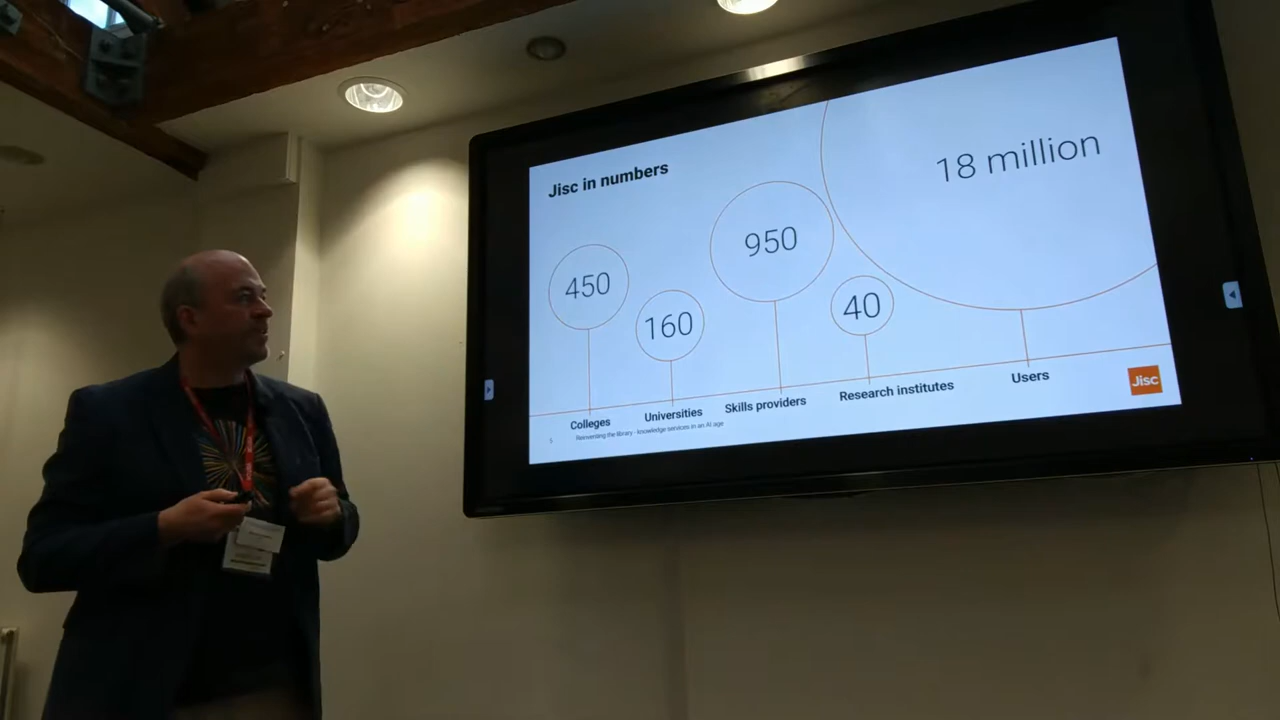 Jisc in numbers
18 million
950
450
40
160
Users
Research institutes
Skills providers
Universities
Colleges
Jisc
5
Reinventing the library - knowledge services in an AI age